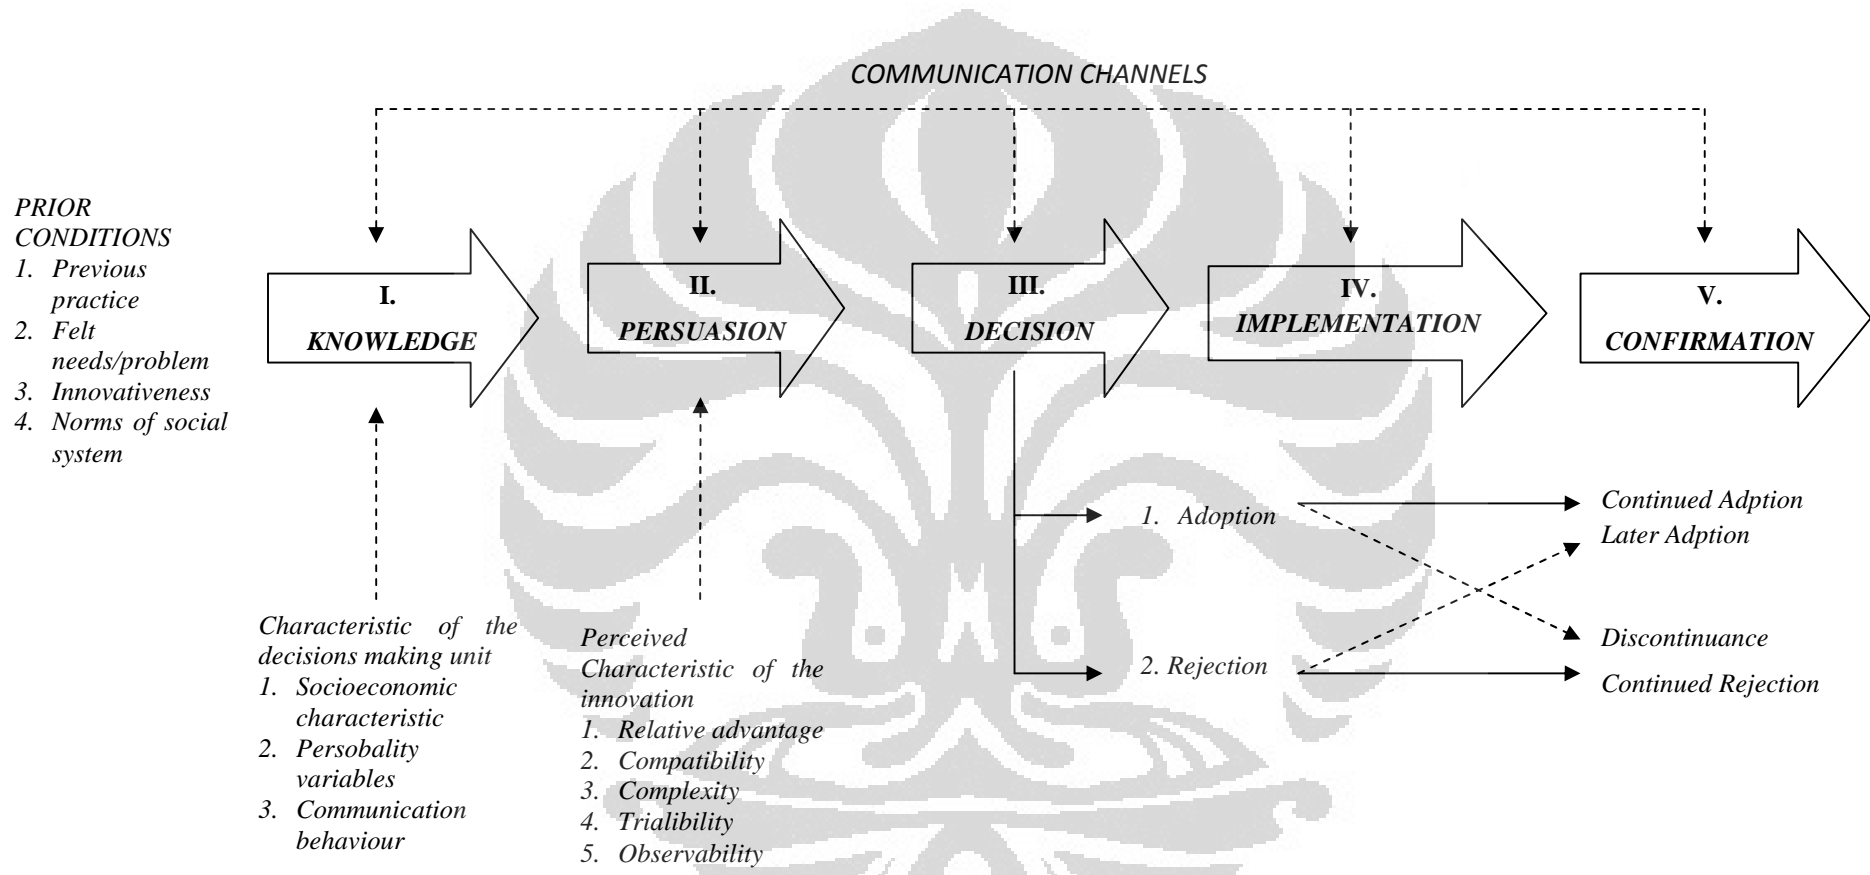 COMMUNICATION CHANNELS
PRIOR
CONDITIONS
1. Previous
practice
2. Felt
needs/problem
3. Innovativeness
4. Norms of social
system
I.
KNOWLEDGE
II.
PERSUASION
III.
DECISION
IV.
IMPLEMENTATION
V.
CONFIRMATION
1. Adoption
2. Rejection
Continued Adption
Later Adption
Discontinuance
Continued Rejection
Characteristic of the
decisions making unit
1. Socioeconomic
characteristic
2. Persobality
variables
3. Communication
behaviour
Perceived
Characteristic of the
innovation
1. Relative advantage
2. Compatibility
3. Complexity
4. Trialibility
5. Observability